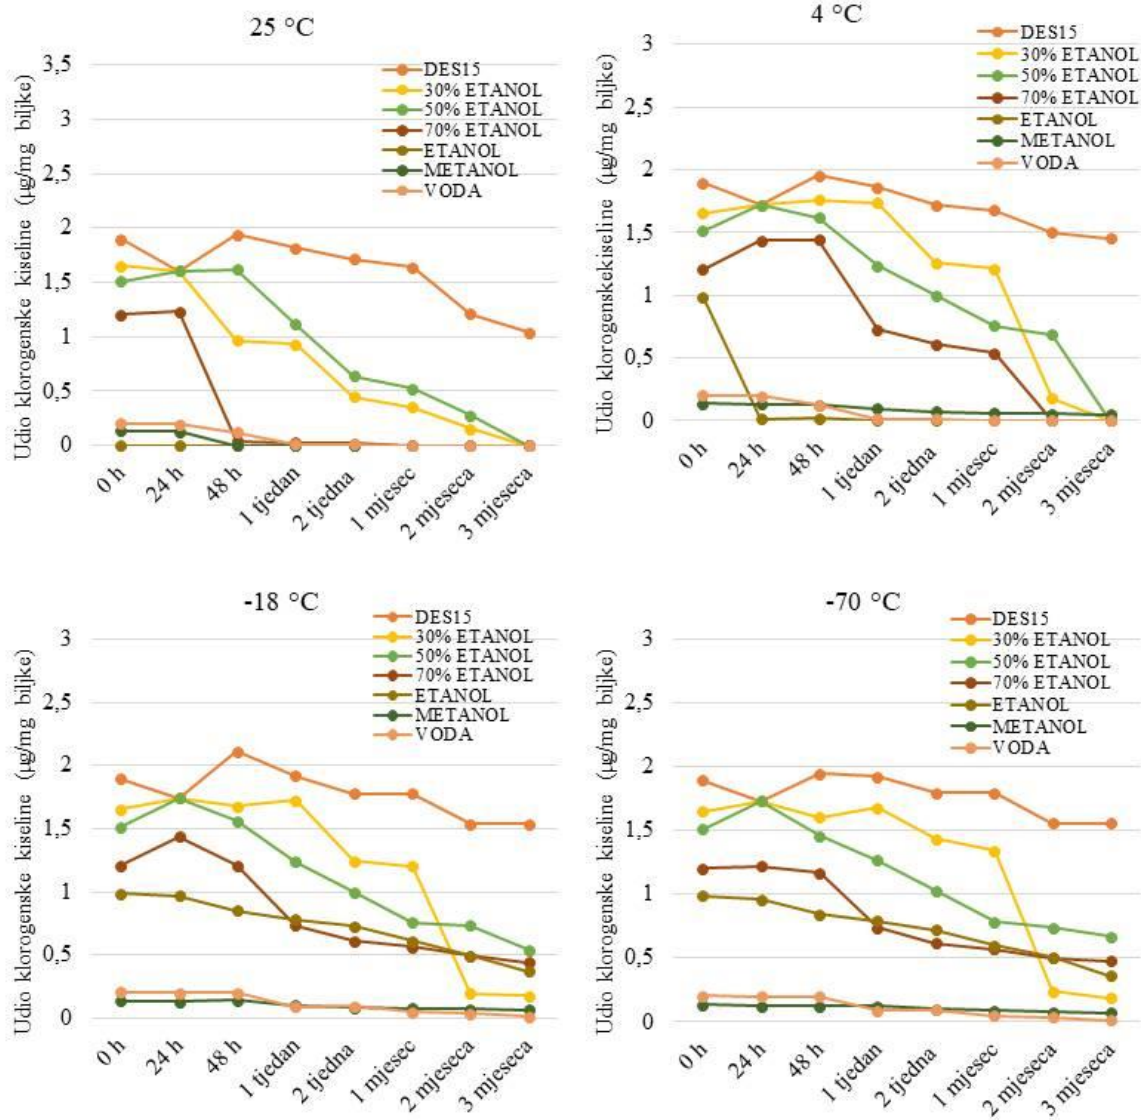 25 °C
Udio klorogenske kiseline (µg/mg biljke)
3,5
3
2,5
2
1,5
1
0,5
0
DES15
30% ETANOL
50% ETANOL
70% ETANOL
ETANOL
METANOL
VODA
0 h
24 h
48 h
1 tjedan
2 tjedna
1 mjesec
2 mjeseca
3 mjeseca
4 °C
Udio klorogenskekiseline (µg/mg biljke)
3
2,5
2
1,5
1
0,5
0
DES15
30% ETANOL
50% ETANOL
70% ETANOL
ETANOL
METANOL
VODA
0 h
24 h
48 h
1 tjedan
2 tjedna
1 mjesec
2 mjeseca
3 mjeseca
-18 °C
Udio klorogenske kiseline (µg/mg biljke)
3
2,5
2
1,5
1
0,5
0
DES15
30% ETANOL
50% ETANOL
70% ETANOL
ETANOL
METANOL
VODA
0 h
24 h
48 h
1 tjedan
2 tjedna
1 mjesec
2 mjeseca
3 mjeseca
-70 °C
Udio klorogenske kiseline (µg/mg biljke)
3
2,5
2
1,5
1
0,5
0
DES15
30% ETANOL
50% ETANOL
70% ETANOL
ETANOL
METANOL
VODA
0 h
24 h
48 h
1 tjedan
2 tjedna
1 mjesec
2 mjeseca
3 mjeseca